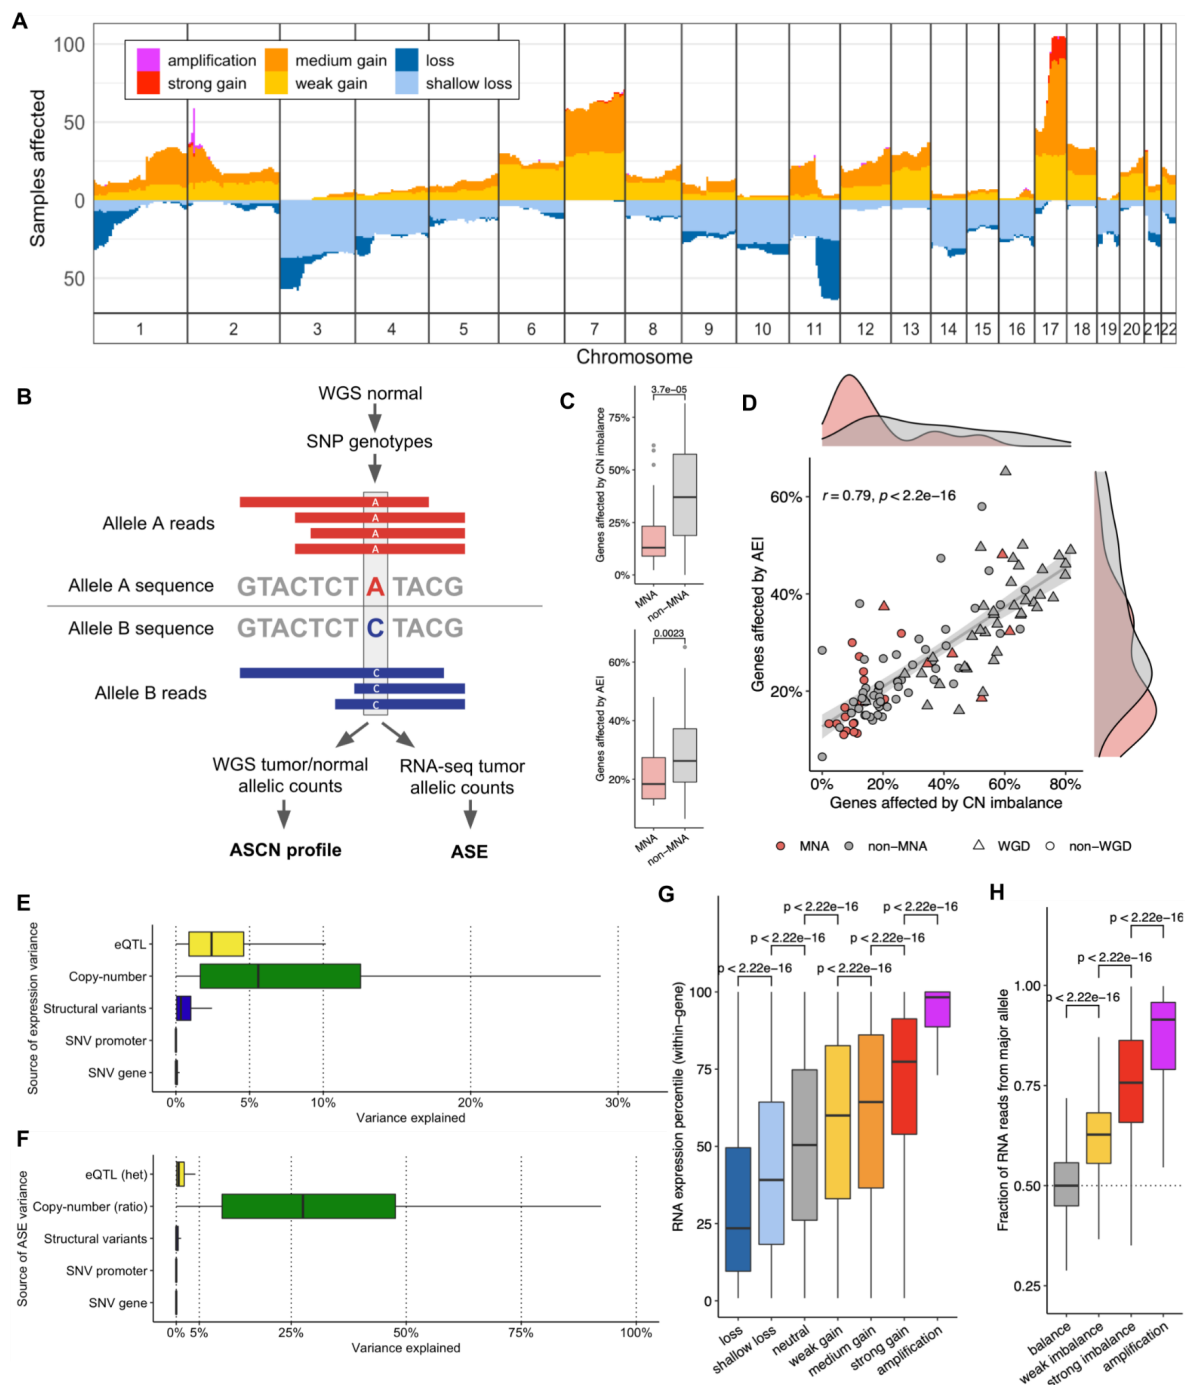 A
Samples affected
100
50
0
50
amplification
medium gain
loss
strong gain
weak gain
shallow loss
1 2 3 4 5 6 7 8 9 10 11 12 13 14 15 16 17 18 19 20 21 22
Chromosome
B
WGS normal
SNP genotypes
Allele A reads
A
A
A
A
Allele A sequence
GTACTCT A TACG
Allele B sequence
GTACTCT C TACG
Allele B reads
C
C
C
WGS tumor/normal
allelic counts
RNA-seq tumor
allelic counts
ASCN profile
ASE
C
Genes affected by CN imbalance
3.7e-05
75%
50%
25%
0%
MNA
non-MNA
Genes affected by AEI
0.0023
60%
40%
20%
MNA
non-MNA
D
Genes affected by AEI
r = 0.79, p < 2.2e-16
60%
40%
20%
0% 20% 40% 60% 80%
Genes affected by CN imbalance
MNA non-MNA WGD non-WGD
E
Source of expression variance
eQTL
Copy-number
Structural variants
SNV promoter
SNV gene
0% 5% 10% 20% 30%
Variance explained
F
Source of ASE variance
eQTL (het)
Copy-number (ratio)
Structural variants
SNV promoter
SNV gene
0% 5% 25% 50% 75% 100%
Variance explained
G
RNA expression percentile (within-gene)
p < 2.22e-16
p < 2.22e-16
p < 2.22e-16
p < 2.22e-16
p < 2.22e-16
p < 2.22e-16
100
75
50
25
0
loss
shallow loss
neutral
weak gain
medium gain
strong gain
amplification
H
Fraction of RNA reads from major allele
p < 2.22e-16
p < 2.22e-16
p < 2.22e-16
1.00
0.75
0.50
0.25
balance
weak imbalance
strong imbalance
amplification